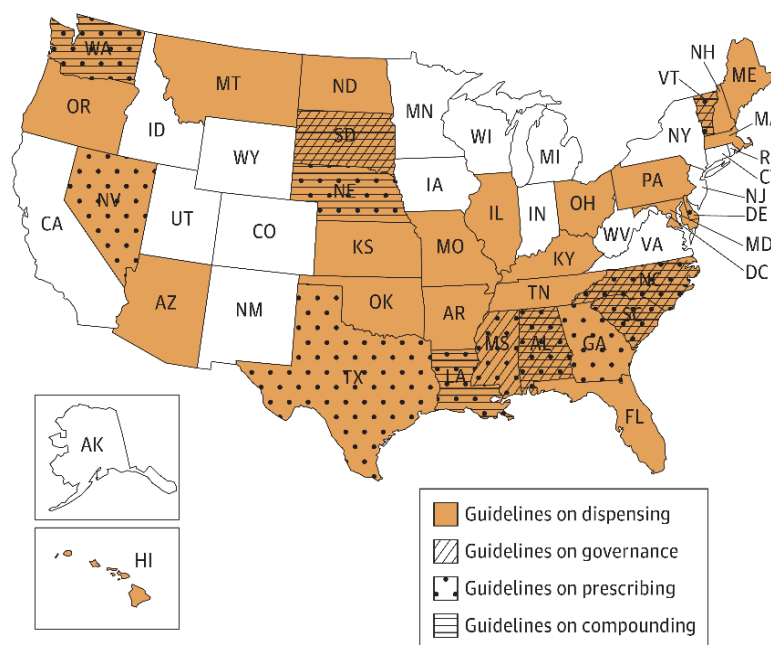 NH
WA
VT
ME
MT
ND
OR
MN
MA
ID
SD
WI
NY
R
WY
MI
C
IA
PA
NJ
NE
NV
IL
IN
OH
DE
UT
CA
CO
WV
VA
MD
KS
MO
KY
DC
NC
AZ
OK
TN
NM
AR
SC
MS
AL
GA
TX
LA
FL
AK
HI
Guidelines on dispensing
Guidelines on governance
Guidelines on prescribing
Guidelines on compounding